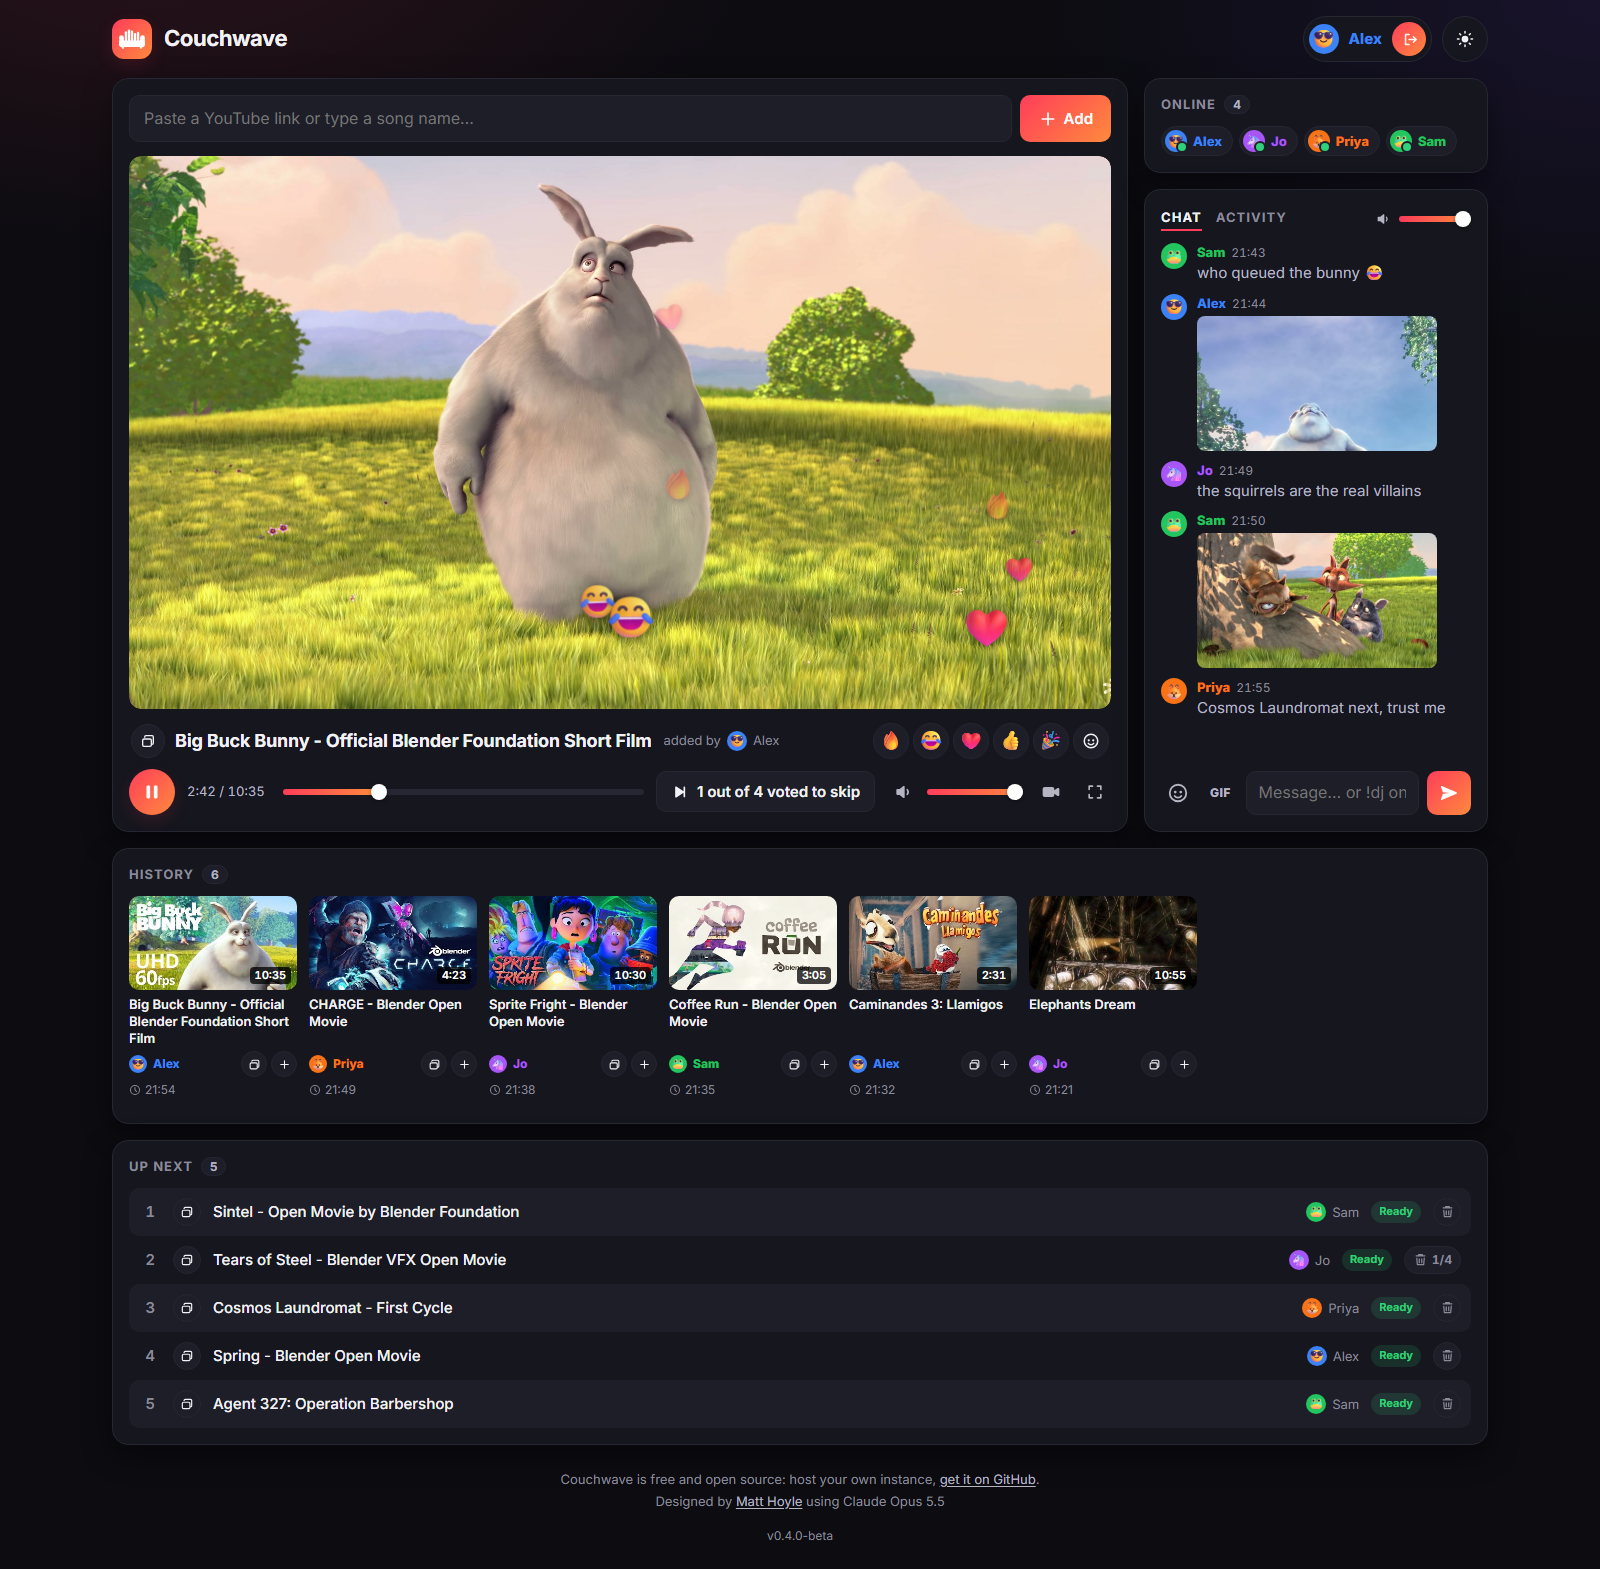 Couchwave
Alex
Paste a YouTube link or type a song name...
Add
Big Buck Bunny - Official Blender Foundation Short Film
added by Alex
2:42 / 10:35
1 out of 4 voted to skip
ONLINE 4
Alex
Jo
Priya
Sam
CHAT ACTIVITY
Sam 21:43
who queued the bunny 😂
Alex 21:44
Jo 21:49
the squirrels are the real villains
Sam 21:50
Priya 21:55
Cosmos Laundromat next, trust me
GIF
Message... or !dj on
HISTORY 6
Big Buck
BUNNY
UHD
60fps
10:35
Big Buck Bunny - Official
Blender Foundation Short
Film
Alex
21:54
blender
CHARGE
4:23
CHARGE - Blender Open
Movie
Priya
21:49
SPRITE
FRIGHT
10:30
Sprite Fright - Blender
Open Movie
Jo
21:38
coffee
RUN
blender
3:05
Coffee Run - Blender Open
Movie
Sam
21:35
Caminandes
Llamigos
2:31
Caminandes 3: Llamigos
Alex
21:32
10:55
Elephants Dream
Jo
21:21
UP NEXT 5
1 Sintel - Open Movie by Blender Foundation Sam Ready
2 Tears of Steel - Blender VFX Open Movie Jo Ready 1/4
3 Cosmos Laundromat - First Cycle Priya Ready
4 Spring - Blender Open Movie Alex Ready
5 Agent 327: Operation Barbershop Sam Ready
Couchwave is free and open source: host your own instance, get it on GitHub.
Designed by Matt Hoyle using Claude Opus 5.5
v0.4.0-beta